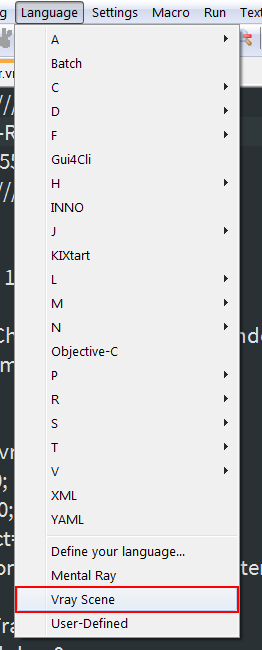 g Language Settings Macro Run Text
A
Batch
C
D
F
Gui4Cli
H
INNO
J
KIXtart
L
M
N
Objective-C
P
R
S
T
V
XML
YAML
Define your language...
Mental Ray
Vray Scene
User-Defined